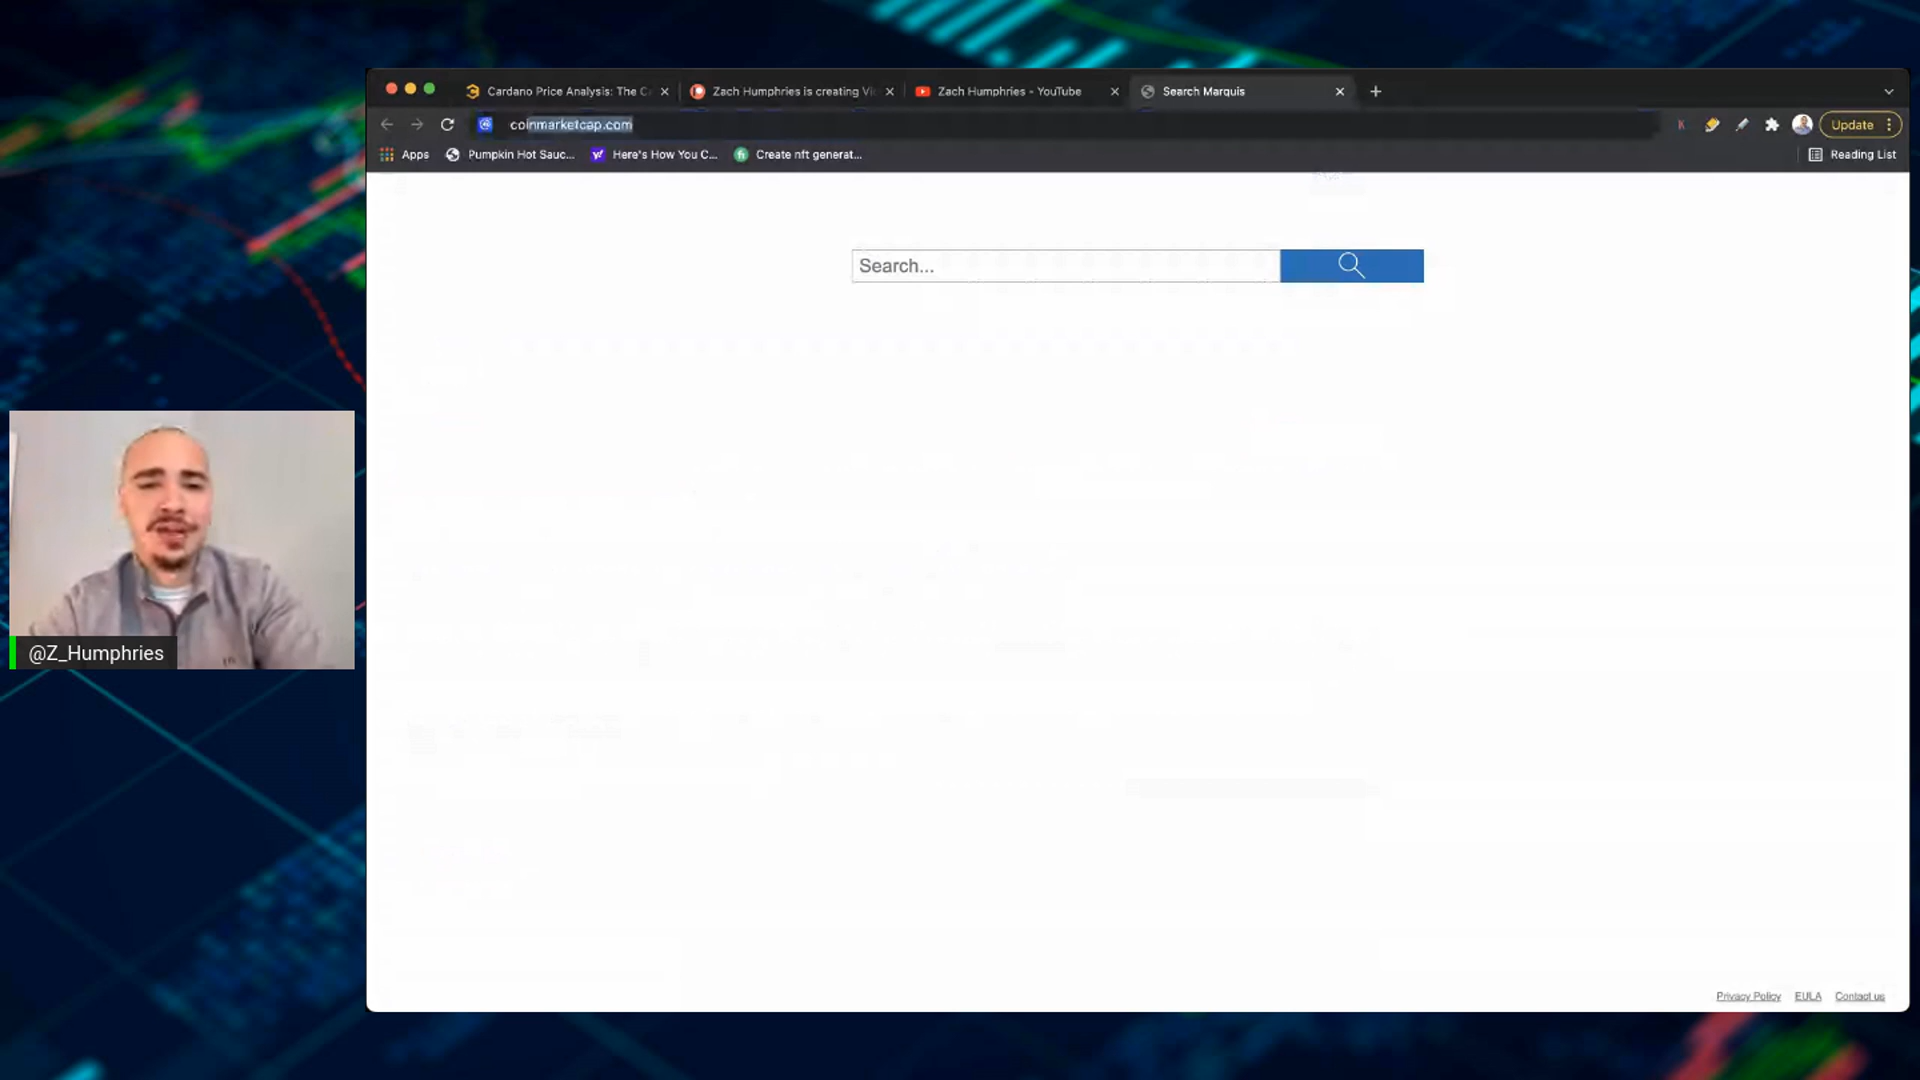 Cardano Price Analysis: The C
Zach Humphries is creating Vi
Zach Humphries - YouTube
Search Marquis
coinmarketcap.com
Update
Apps
Pumpkin Hot Sauc...
Here's How You C...
Create nft generat...
Reading List
Search...
@Z_Humphries
Privacy Policy
EULA
Contact us